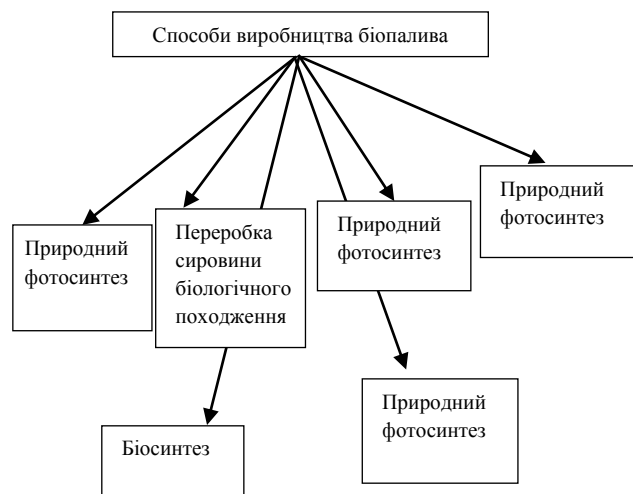 Способи виробництва біопалива
Природний
фотосинтез
Переробка
сировини
біологічного
походження
Природний
фотосинтез
Природний
фотосинтез
Біосинтез
Природний
фотосинтез